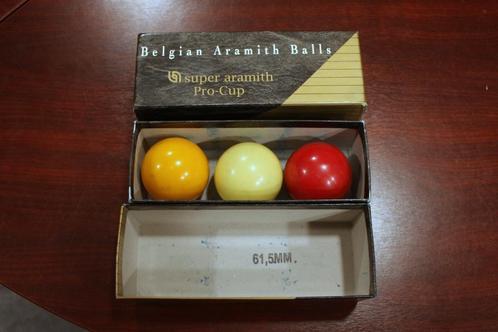 Belgian Aramith Balls
super aramith
Pro-Cup
61,5MM.